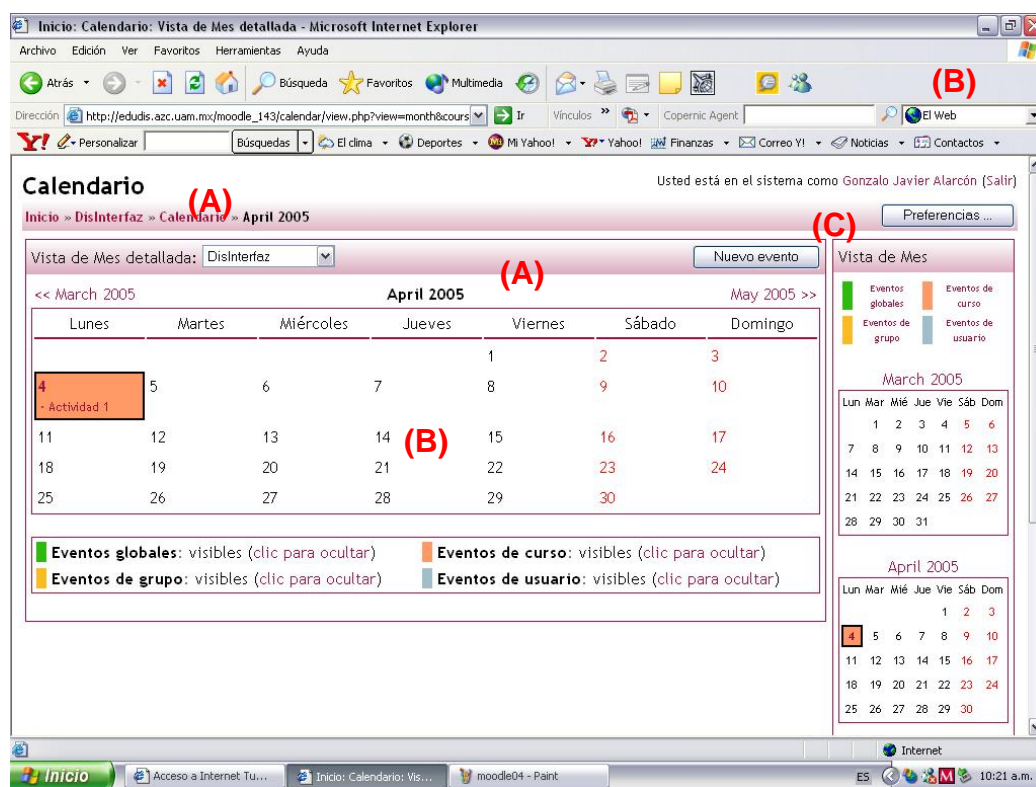 Inicio: Calendario: Vista de Mes detallada - Microsoft Internet Explorer
Archivo Edición Ver Favoritos Herramientas Ayuda
Atrás Búsqueda Favoritos Multimedia
(B)
Dirección http://edudis.azc.uam.mx/moodle_143/calendar/view.php?view=month&cours Ir Vínculos >> Copernic Agent El Web
Y! Personalizar Búsquedas El clima Deportes Mi Yahoo! Yahoo! Finanzas Correo Y! Noticias Contactos
Calendario
Usted está en el sistema como Gonzalo Javier Alarcón (Salir)
(A)
Inicio » DisInterfaz » Calendario » April 2005
Preferencias ...
(C)
Vista de Mes detallada: DisInterfaz Nuevo evento
(A)
<< March 2005 April 2005 May 2005 >>
Lunes Martes Miércoles Jueves Viernes Sábado Domingo
1 2 3
4 5 6 7 8 9 10
- Actividad 1
11 12 13 14 15 16 17
(B)
18 19 20 21 22 23 24
25 26 27 28 29 30
Eventos globales: visibles (clic para ocultar) Eventos de curso: visibles (clic para ocultar)
Eventos de grupo: visibles (clic para ocultar) Eventos de usuario: visibles (clic para ocultar)
Vista de Mes
Eventos globales Eventos de curso
Eventos de grupo Eventos de usuario
March 2005
Lun Mar Mié Jue Vie Sáb Dom
1 2 3 4 5 6
7 8 9 10 11 12 13
14 15 16 17 18 19 20
21 22 23 24 25 26 27
28 29 30 31
April 2005
Lun Mar Mié Jue Vie Sáb Dom
1 2 3
4 5 6 7 8 9 10
11 12 13 14 15 16 17
18 19 20 21 22 23 24
25 26 27 28 29 30
Internet
Inicio Acceso a Internet Tu... Inicio: Calendario: Vis... moodle04 - Paint ES M 10:21 a.m.